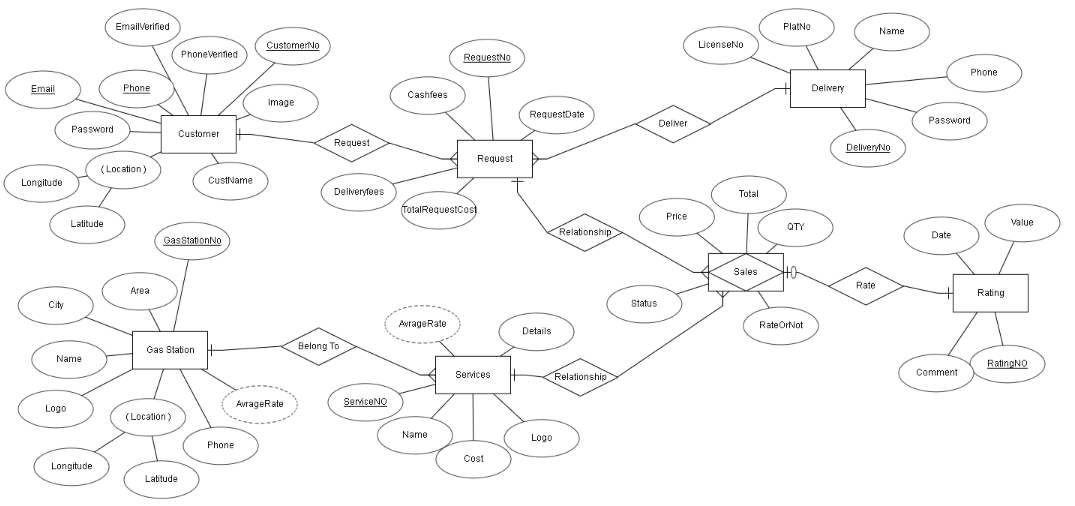 EmailVerified
PhoneVerified
CustomerNo
Email
Phone
Image
Password
Customer
( Location )
Longitude
Latitude
CustName
Request
RequestNo
Cashfees
RequestDate
Request
Deliveryfees
TotalRequestCost
Deliver
PlatNo
LicenseNo
Name
Phone
Delivery
Password
DeliveryNo
Relationship
Price
Total
QTY
Sales
Status
RateOrNot
Rate
Date
Value
Rating
Comment
RatingNO
GasStationNo
Area
City
Gas Station
Name
Logo
( Location )
AvrageRate
Phone
Longitude
Latitude
Belong To
AvrageRate
Details
Services
ServiceNO
Name
Cost
Logo
Relationship